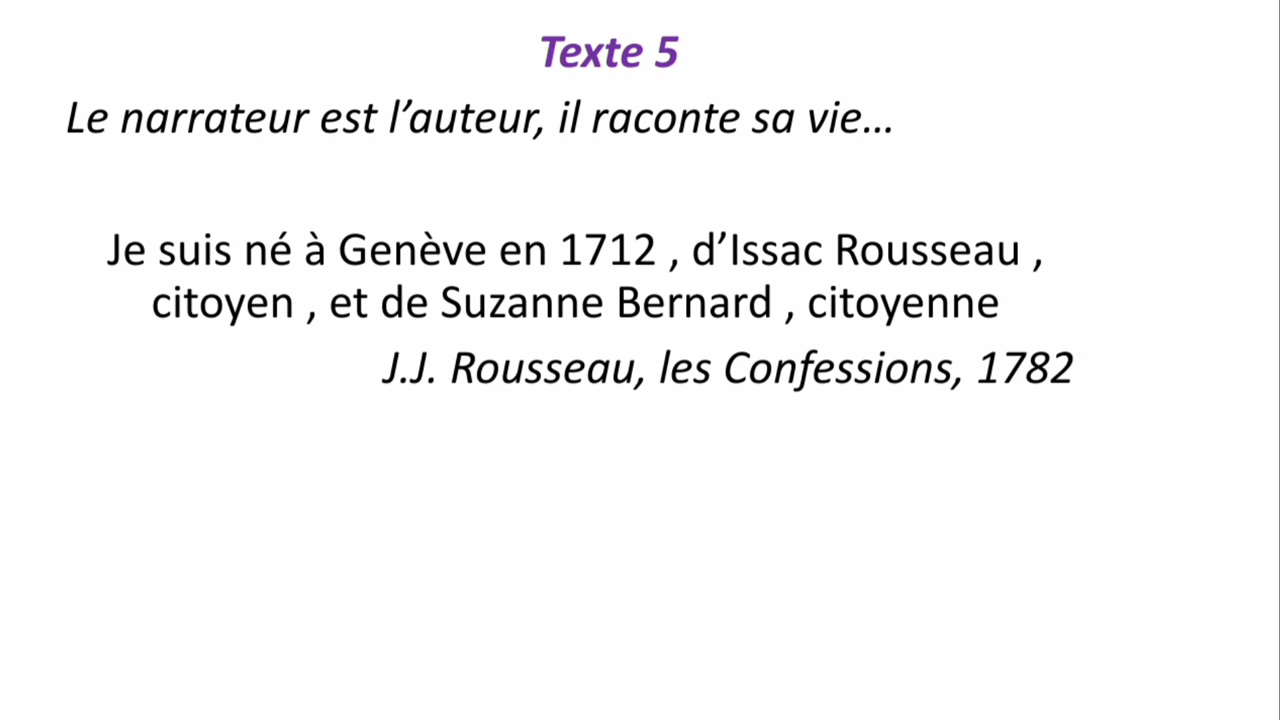 Texte 5
Le narrateur est l’auteur, il raconte sa vie…
Je suis né à Genève en 1712 , d’Issac Rousseau ,
citoyen , et de Suzanne Bernard , citoyenne
J.J. Rousseau, les Confessions, 1782